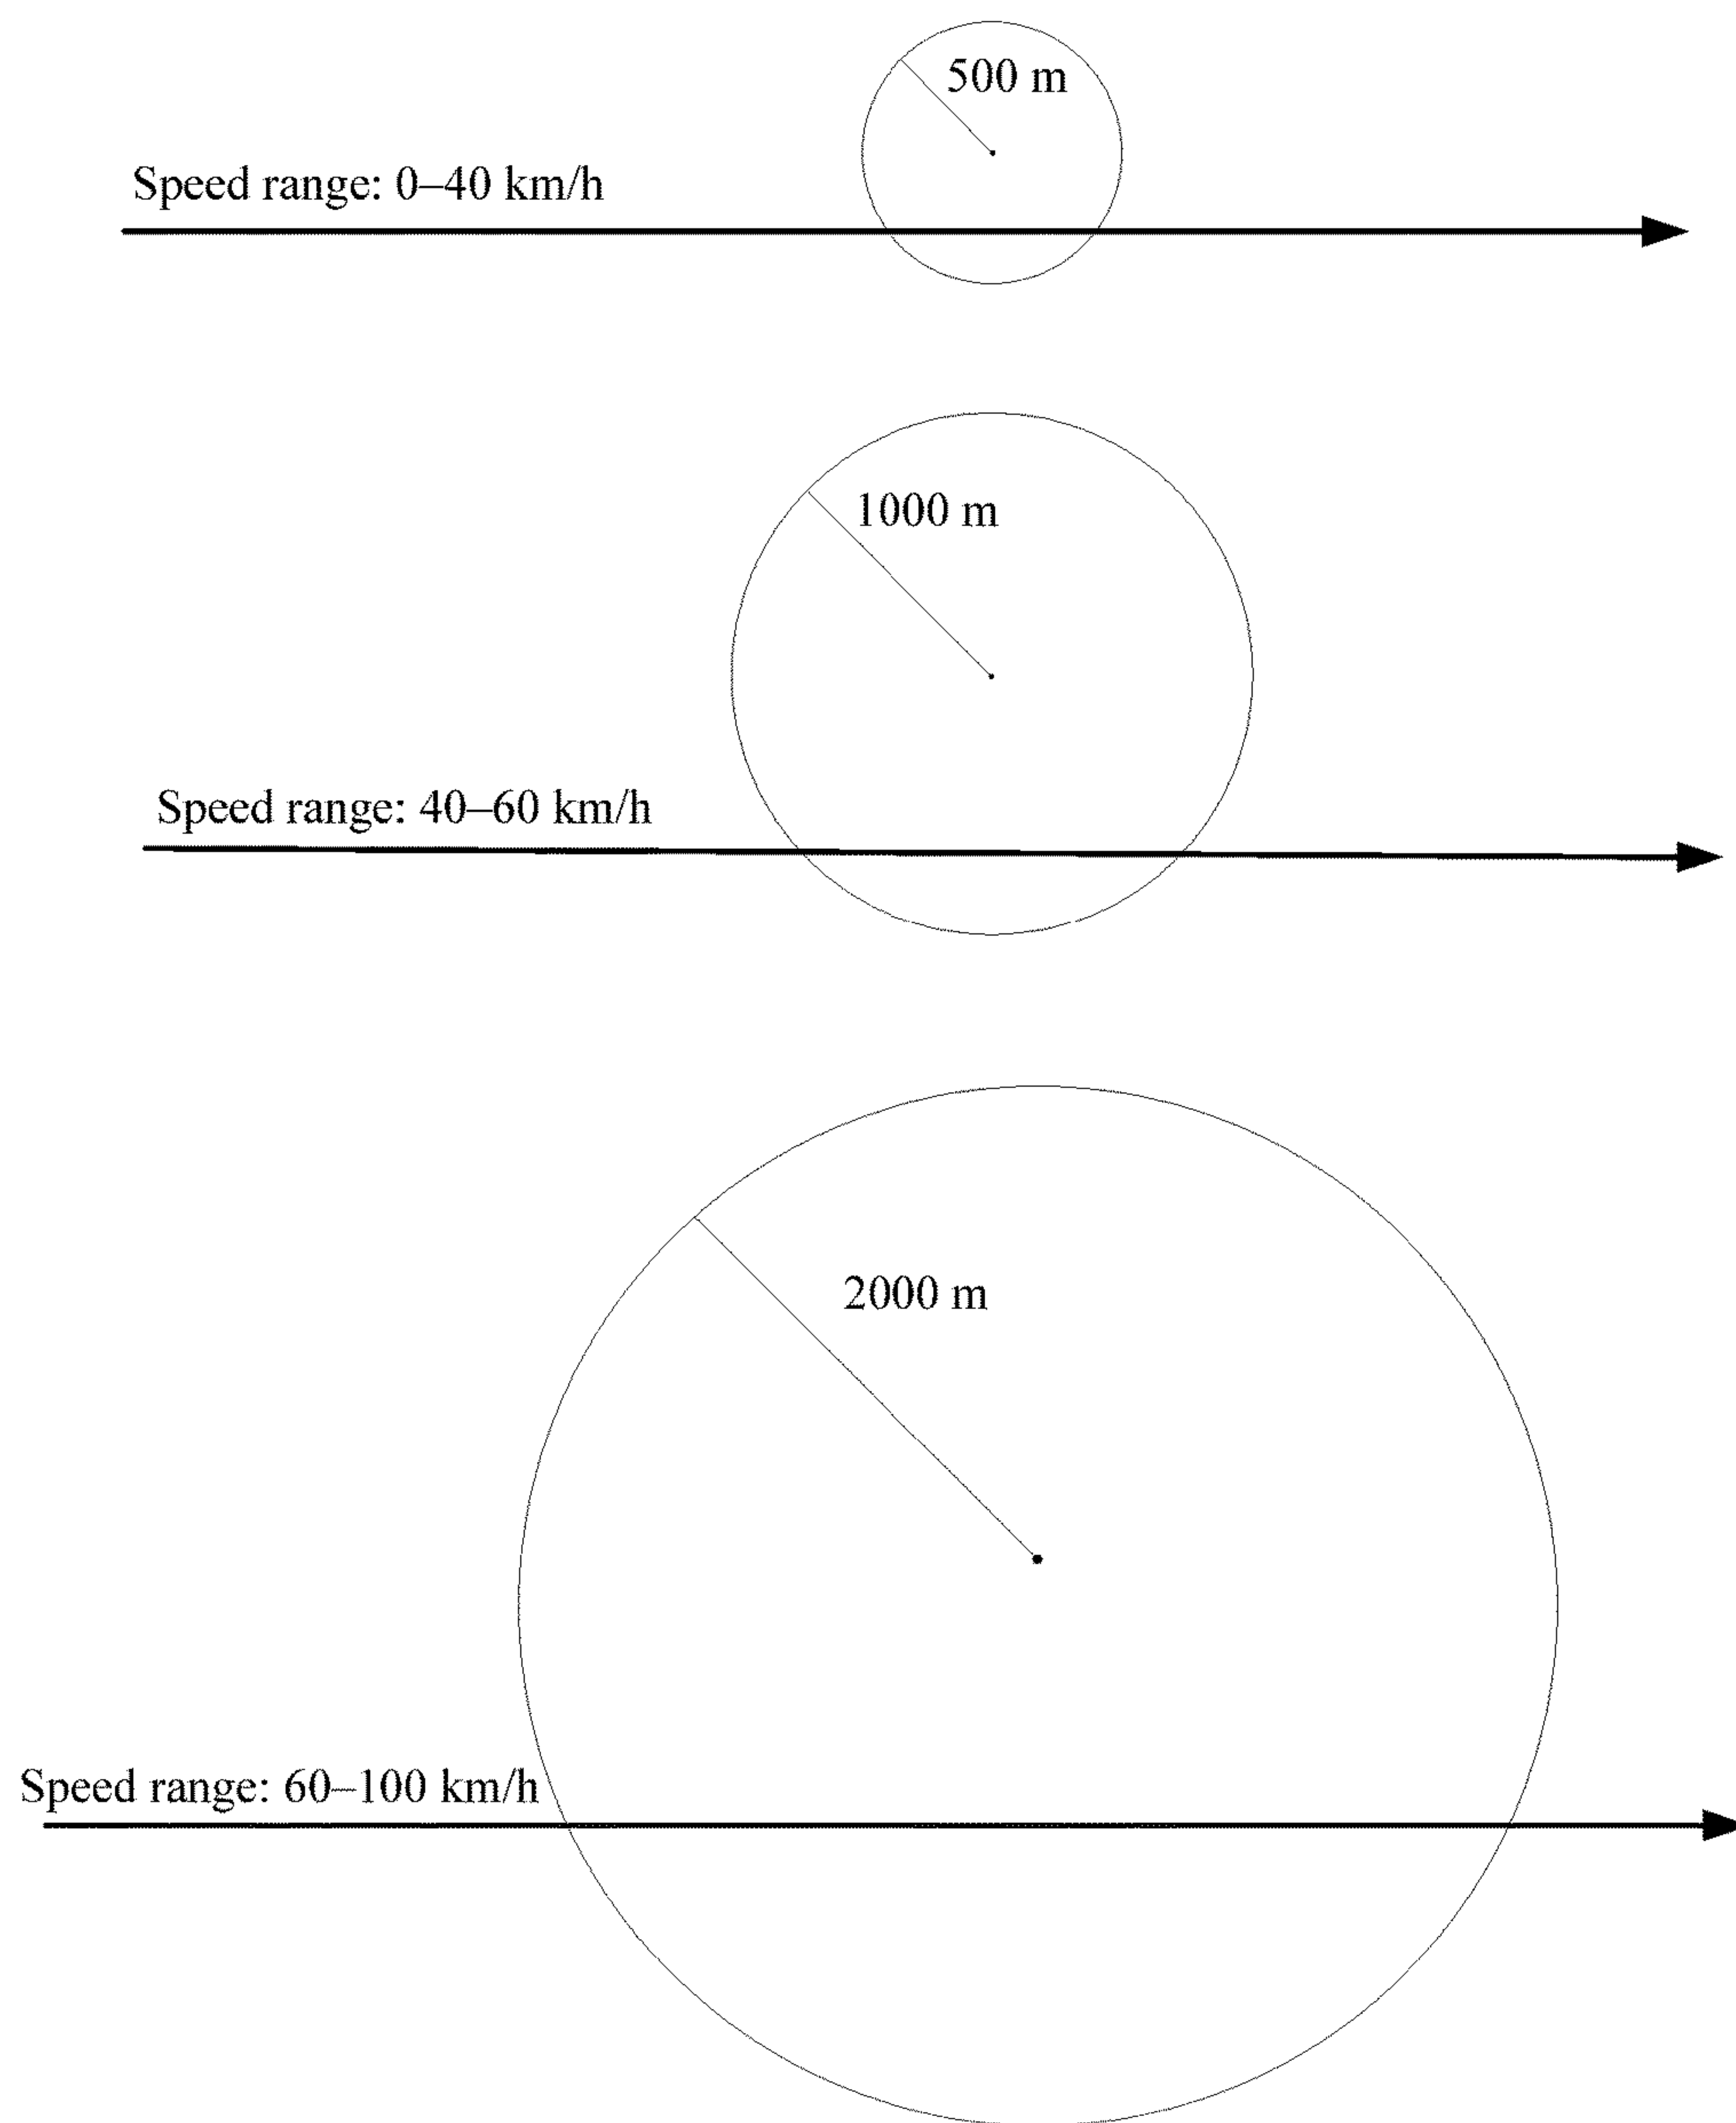 500 m
Speed range: 0–40 km/h
1000 m
Speed range: 40–60 km/h
2000 m
Speed range: 60–100 km/h